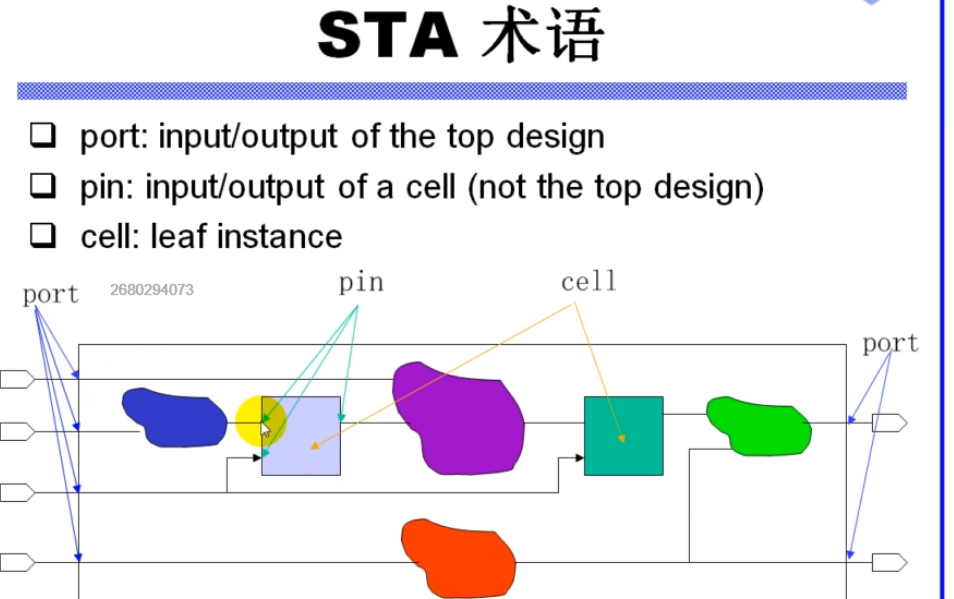 STA 术语
port: input/output of the top design
pin: input/output of a cell (not the top design)
cell: leaf instance
port
2680294073
pin
cell
port